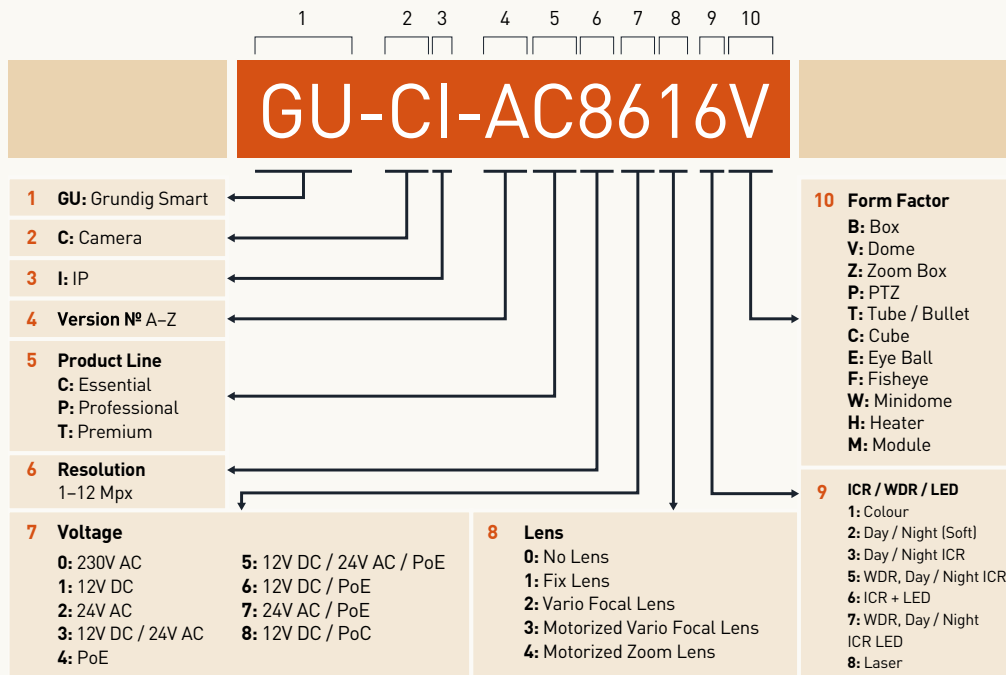 1 2 3 4 5 6 7 8 9 10
GU-CI-AC8616V
1 GU: Grundig Smart
2 C: Camera
3 I: IP
4 Version Nº A–Z
5 Product Line
C: Essential
P: Professional
T: Premium
6 Resolution
1–12 Mpx
7 Voltage
0: 230V AC
1: 12V DC
2: 24V AC
3: 12V DC / 24V AC
4: PoE
5: 12V DC / 24V AC / PoE
6: 12V DC / PoE
7: 24V AC / PoE
8: 12V DC / PoC
8 Lens
0: No Lens
1: Fix Lens
2: Vario Focal Lens
3: Motorized Vario Focal Lens
4: Motorized Zoom Lens
10 Form Factor
B: Box
V: Dome
Z: Zoom Box
P: PTZ
T: Tube / Bullet
C: Cube
E: Eye Ball
F: Fisheye
W: Minidome
H: Heater
M: Module
9 ICR / WDR / LED
1: Colour
2: Day / Night (Soft)
3: Day / Night ICR
5: WDR, Day / Night ICR
6: ICR + LED
7: WDR, Day / Night
ICR LED
8: Laser